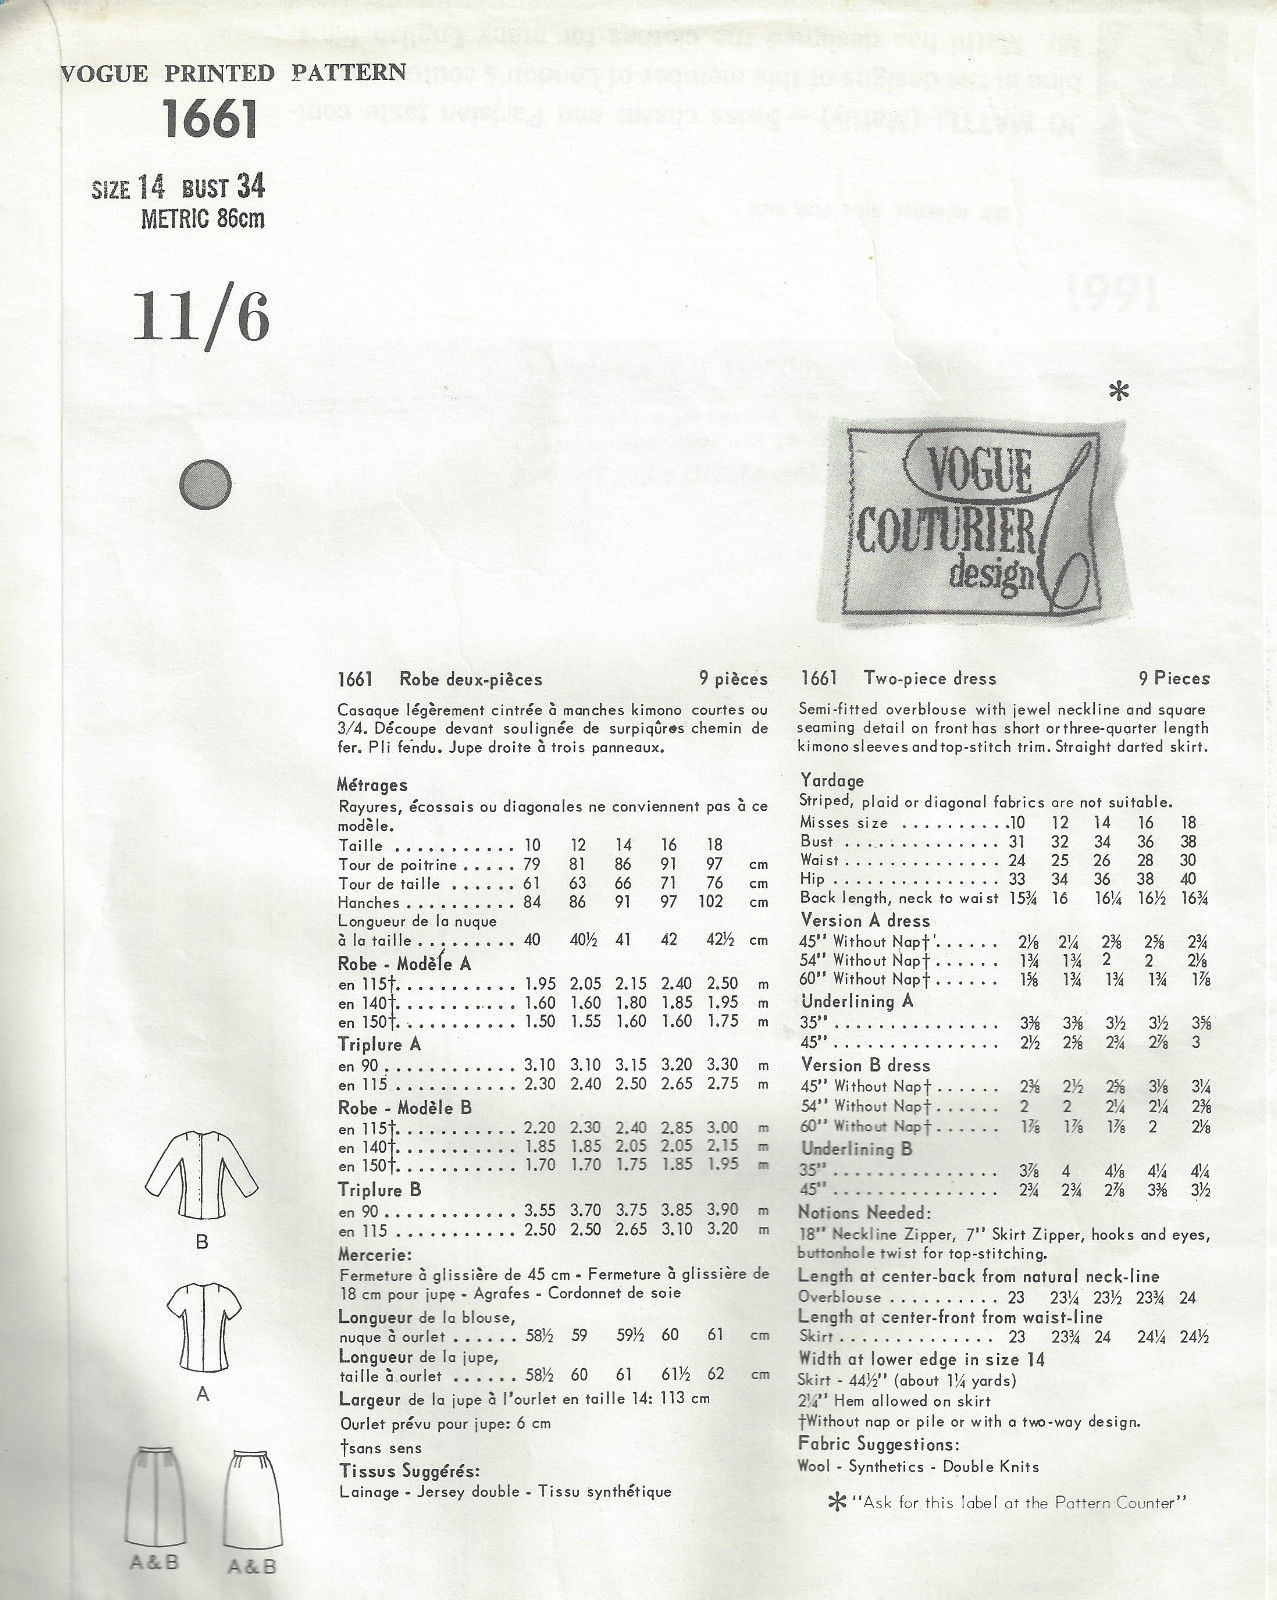 VOGUE PRINTED PATTERN
1661
SIZE 14 BUST 34
METRIC 86cm
11/6
*
VOGUE
COUTURIER
design
1661 Robe deux-pièces 9 pièces
Casaque légèrement cintrée à manches kimono courtes ou
3/4. Découpe devant soulignée de surpiqûres chemin de
fer. Pli fendu. Jupe droite à trois panneaux.
Métrages
Rayures, écossais ou diagonales ne conviennent pas à ce
modèle.
Taille . . . . . . . . . . . 10 12 14 16 18
Tour de poitrine . . . . . 79 81 86 91 97 cm
Tour de taille . . . . . . 61 63 66 71 76 cm
Hanches . . . . . . . . . . 84 86 91 97 102 cm
Longueur de la nuque
à la taille . . . . . . . . . 40 40½ 41 42 42½ cm
Robe - Modèle A
en 115†. . . . . . . . . . . 1.95 2.05 2.15 2.40 2.50 m
en 140†. . . . . . . . . . . 1.60 1.60 1.80 1.85 1.95 m
en 150†. . . . . . . . . . . 1.50 1.55 1.60 1.60 1.75 m
Triplure A
en 90 . . . . . . . . . . . . 3.10 3.10 3.15 3.20 3.30 m
en 115 . . . . . . . . . . . 2.30 2.40 2.50 2.65 2.75 m
Robe - Modèle B
en 115†. . . . . . . . . . . 2.20 2.30 2.40 2.85 3.00 m
en 140†. . . . . . . . . . . 1.85 1.85 2.05 2.05 2.15 m
en 150†. . . . . . . . . . . 1.70 1.70 1.75 1.85 1.95 m
Triplure B
en 90 . . . . . . . . . . . . 3.55 3.70 3.75 3.85 3.90 m
en 115 . . . . . . . . . . . 2.50 2.50 2.65 3.10 3.20 m
Mercerie:
Fermeture à glissière de 45 cm - Fermeture à glissière de
18 cm pour jupe - Agrafes - Cordonnet de soie
Longueur de la blouse,
nuque à ourlet . . . . . . 58½ 59 59½ 60 61 cm
Longueur de la jupe,
taille à ourlet . . . . . . 58½ 60 61 61½ 62 cm
Largeur de la jupe à l'ourlet en taille 14: 113 cm
Ourlet prévu pour jupe: 6 cm
†sans sens
Tissus Suggérés:
Lainage - Jersey double - Tissu synthétique
1661 Two-piece dress 9 Pieces
Semi-fitted overblouse with jewel neckline and square
seaming detail on front has short or three-quarter length
kimono sleeves and top-stitch trim. Straight darted skirt.
Yardage
Striped, plaid or diagonal fabrics are not suitable.
Misses size . . . . . . . . . .10 12 14 16 18
Bust . . . . . . . . . . . . . . 31 32 34 36 38
Waist . . . . . . . . . . . . . . 24 25 26 28 30
Hip . . . . . . . . . . . . . . . 33 34 36 38 40
Back length, neck to waist 15¾ 16 16¼ 16½ 16¾
Version A dress
45" Without Nap† . . . . . . 2⅛ 2¼ 2⅜ 2⅝ 2¾
54" Without Nap† . . . . . . 1¾ 1¾ 2 2 2⅛
60" Without Nap† . . . . . . 1⅝ 1¾ 1¾ 1¾ 1⅞
Underlining A
35" . . . . . . . . . . . . . . . 3⅜ 3⅜ 3½ 3½ 3⅝
45" . . . . . . . . . . . . . . . 2½ 2⅝ 2¾ 2⅞ 3
Version B dress
45" Without Nap† . . . . . . 2⅜ 2½ 2⅝ 3⅛ 3¼
54" Without Nap† . . . . . . 2 2 2¼ 2¼ 2⅜
60" Without Nap† . . . . . . 1⅞ 1⅞ 1⅞ 2 2⅛
Underlining B
35" . . . . . . . . . . . . . . . 3⅞ 4 4⅛ 4¼ 4¼
45" . . . . . . . . . . . . . . . 2¾ 2¾ 2⅞ 3⅜ 3½
Notions Needed:
18" Neckline Zipper, 7" Skirt Zipper, hooks and eyes,
buttonhole twist for top-stitching.
Length at center-back from natural neck-line
Overblouse . . . . . . . . . . 23 23¼ 23½ 23¾ 24
Length at center-front from waist-line
Skirt . . . . . . . . . . . . . . 23 23¾ 24 24¼ 24½
Width at lower edge in size 14
Skirt - 44½" (about 1¼ yards)
2¼" Hem allowed on skirt
†Without nap or pile or with a two-way design.
Fabric Suggestions:
Wool - Synthetics - Double Knits
* "Ask for this label at the Pattern Counter"
B
A
A&B
A&B